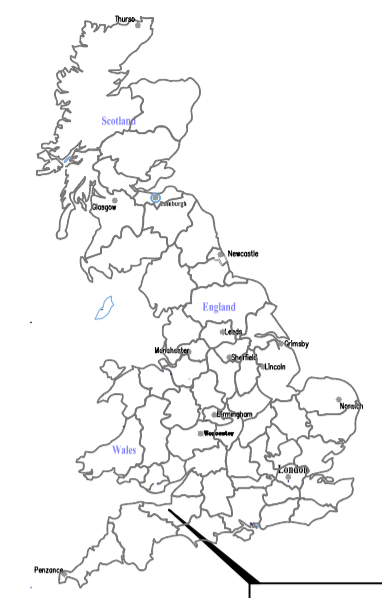 Thurso
Scotland
Glasgow
Edinburgh
Newcastle
England
Leeds
Grimsby
Manchester
Sheffield
Lincoln
Norwich
Birmingham
Worcester
Wales
London
Penzance